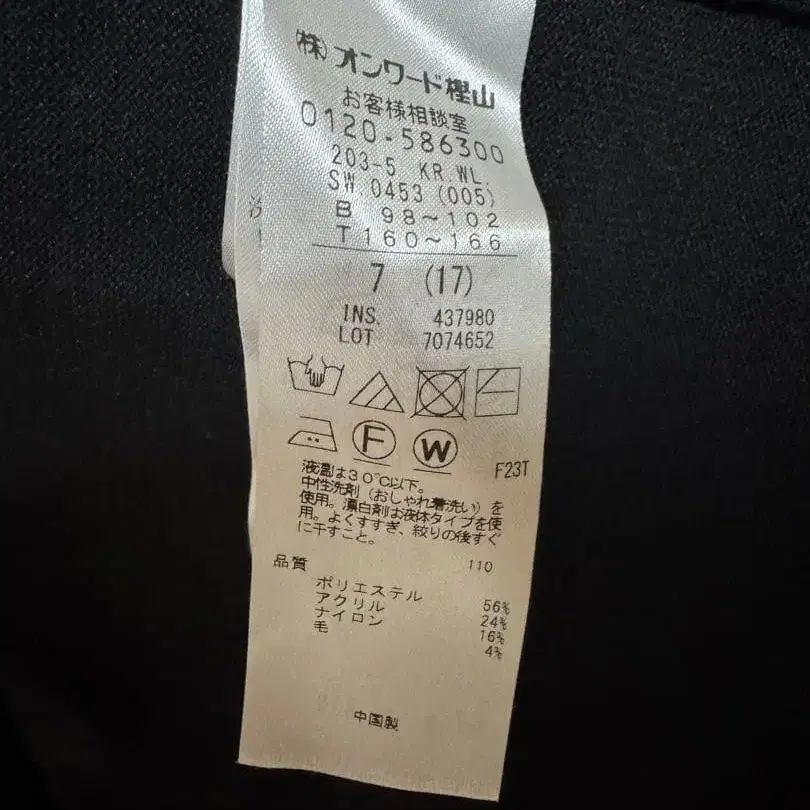 (株)オンワード樫山
お客様相談室
0120-586300
203-5 KR WL.
SW 0453 (005)
B 98~102
T 160~166
7 (17)
INS. 437980
LOT 7074652
F W
F23T
液温は30℃以下。
中性洗剤(おしゃれ着洗い)を
使用。漂白剤は液体タイプを使
用。よくすすぎ、絞りの後すぐ
に干すこと。
品質 110
ポリエステル 56%
アクリル 24%
ナイロン 16%
毛 4%
中国製